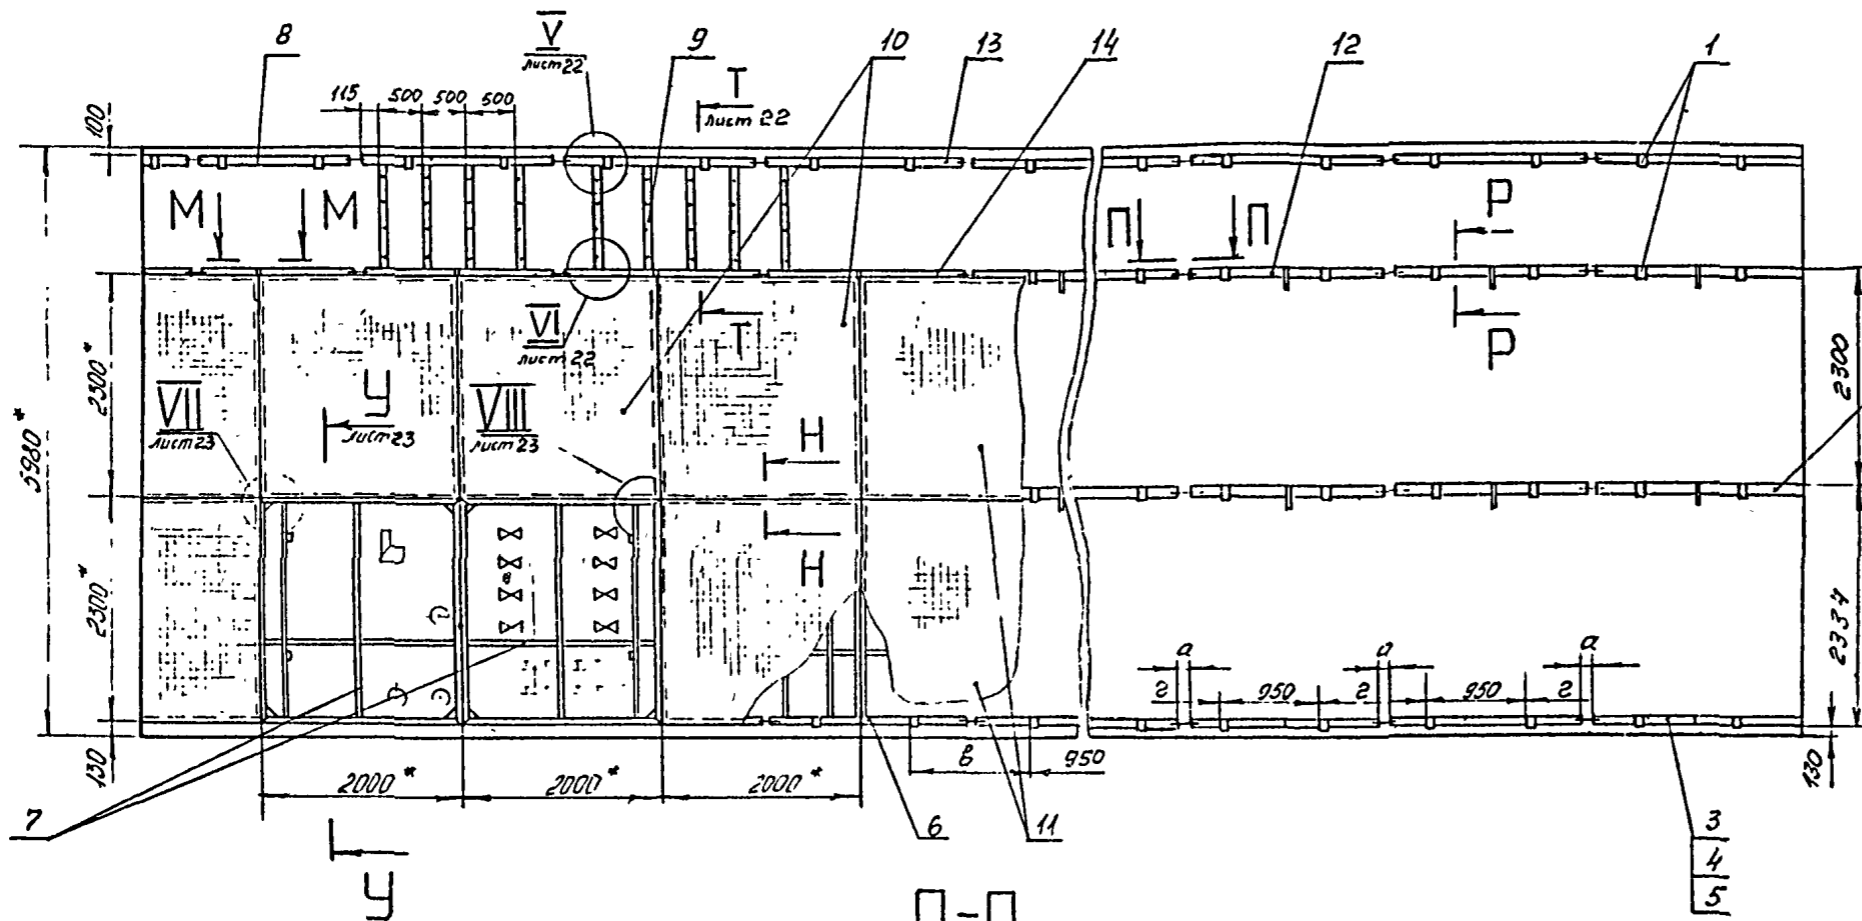 8
V
лист 22
9
10
13
14
12
1
115
500
500
500
Т
лист 22
100
М
М
П
П
Р
Р
VI
лист 22
Т
2300*
2300
5980*
VII
лист 23
У
лист 23
VIII
лист 23
Н
Н
2300*
2334
а
а
а
г
950
г
950
г
130
2000*
2000*
2000*
в
950
130
7
6
11
3
4
5
У
П-П